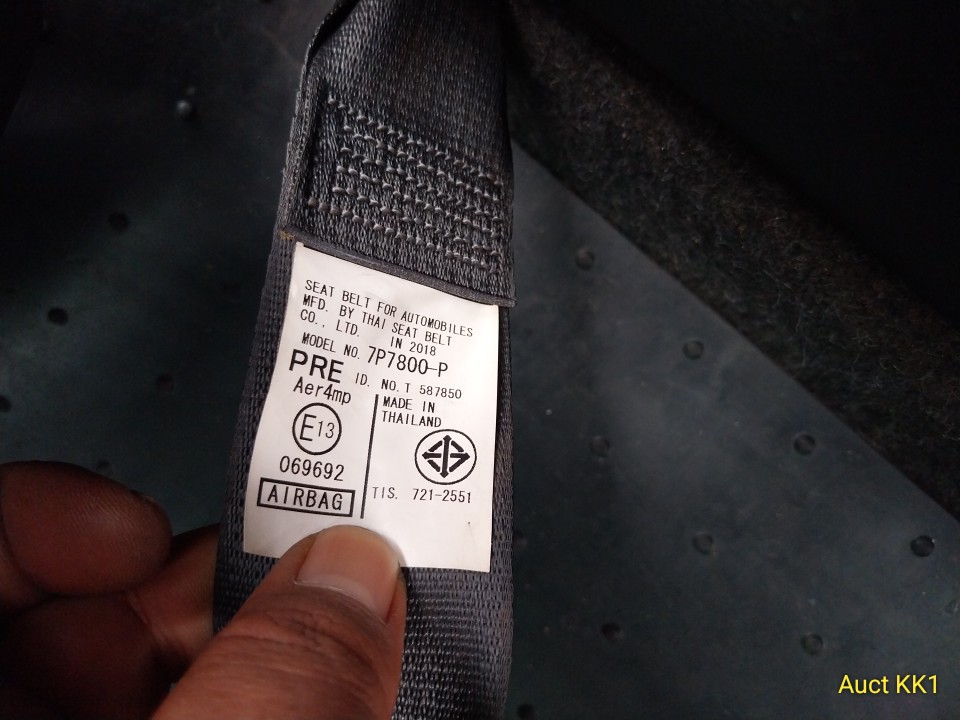 SEAT BELT FOR AUTOMOBILES
MFD. BY THAI SEAT BELT
CO., LTD. IN 2018
MODEL NO. 7P7800-P
PRE ID. NO. T 587850
Aer4mp
MADE IN
THAILAND
E13
069692
AIRBAG
TIS. 721-2551
Auct KK1